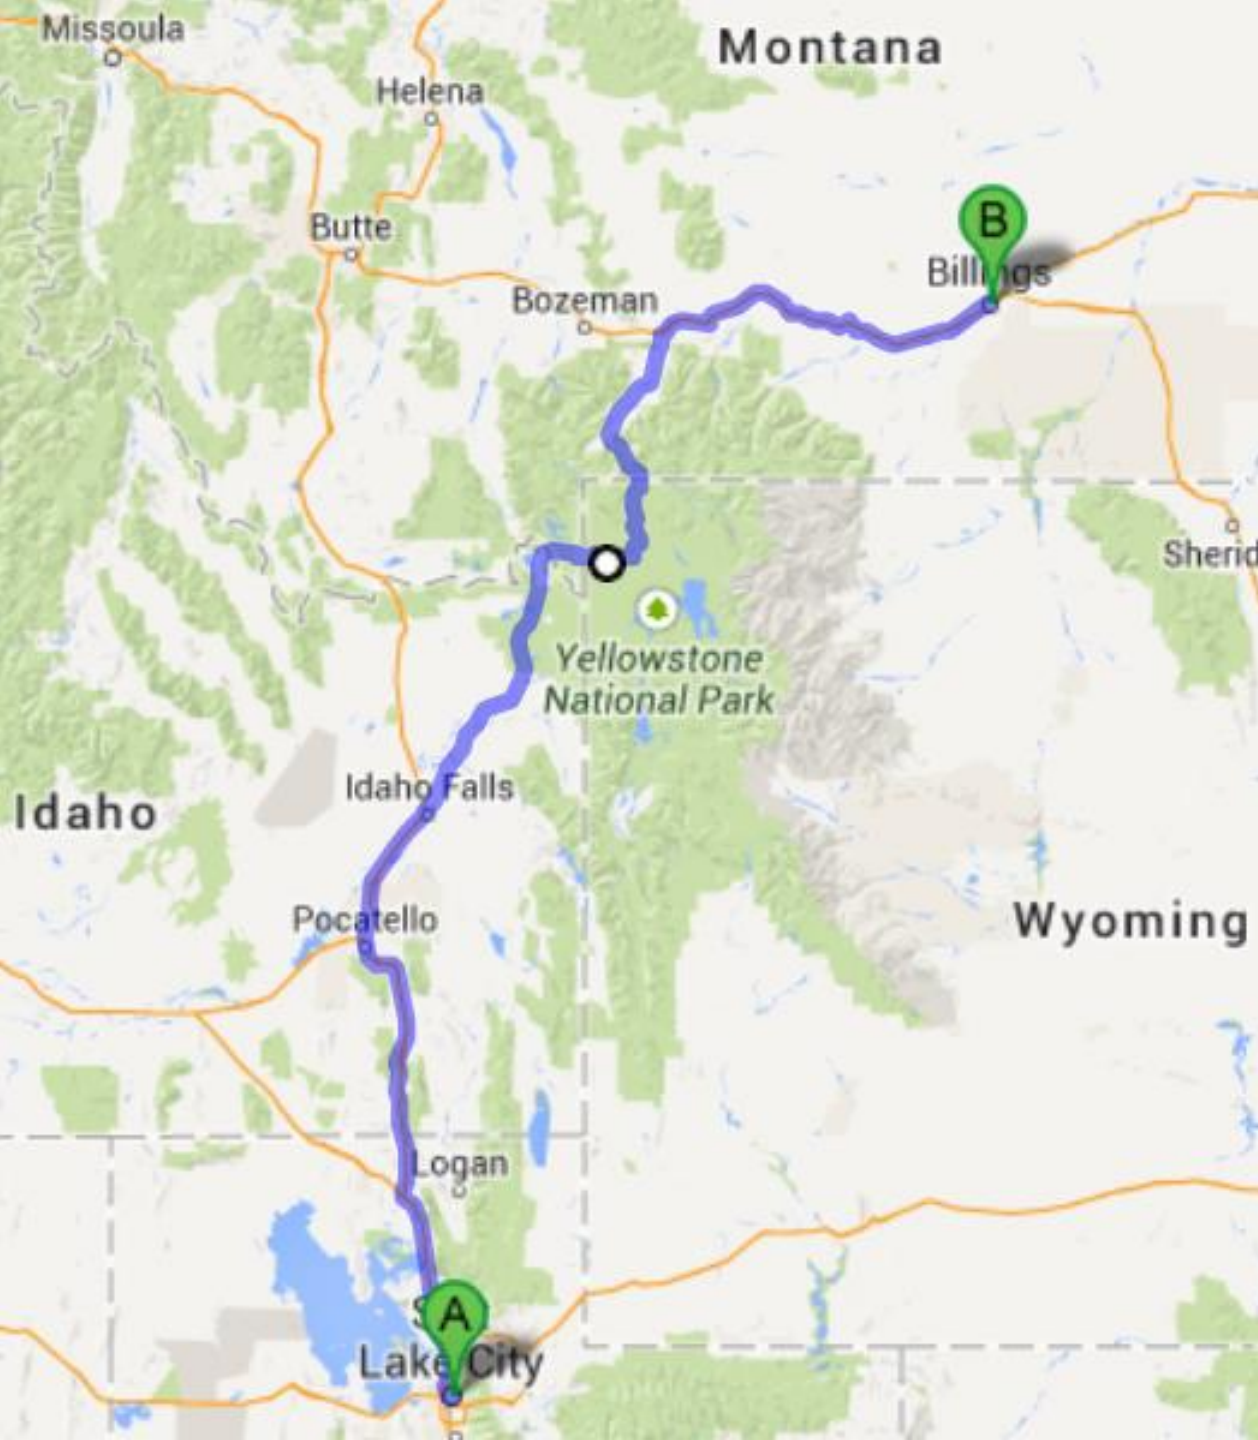 Missoula
Montana
Helena
B
Butte
Billings
Bozeman
Sherid
Yellowstone
National Park
Idaho Falls
Idaho
Pocatello
Wyoming
Logan
A
Lake City